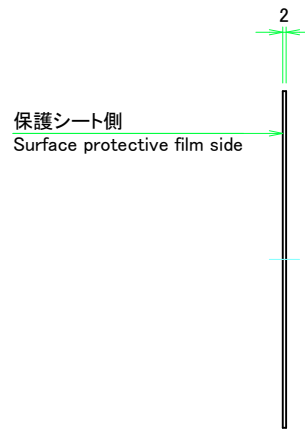 2
保護シート側
Surface protective film side